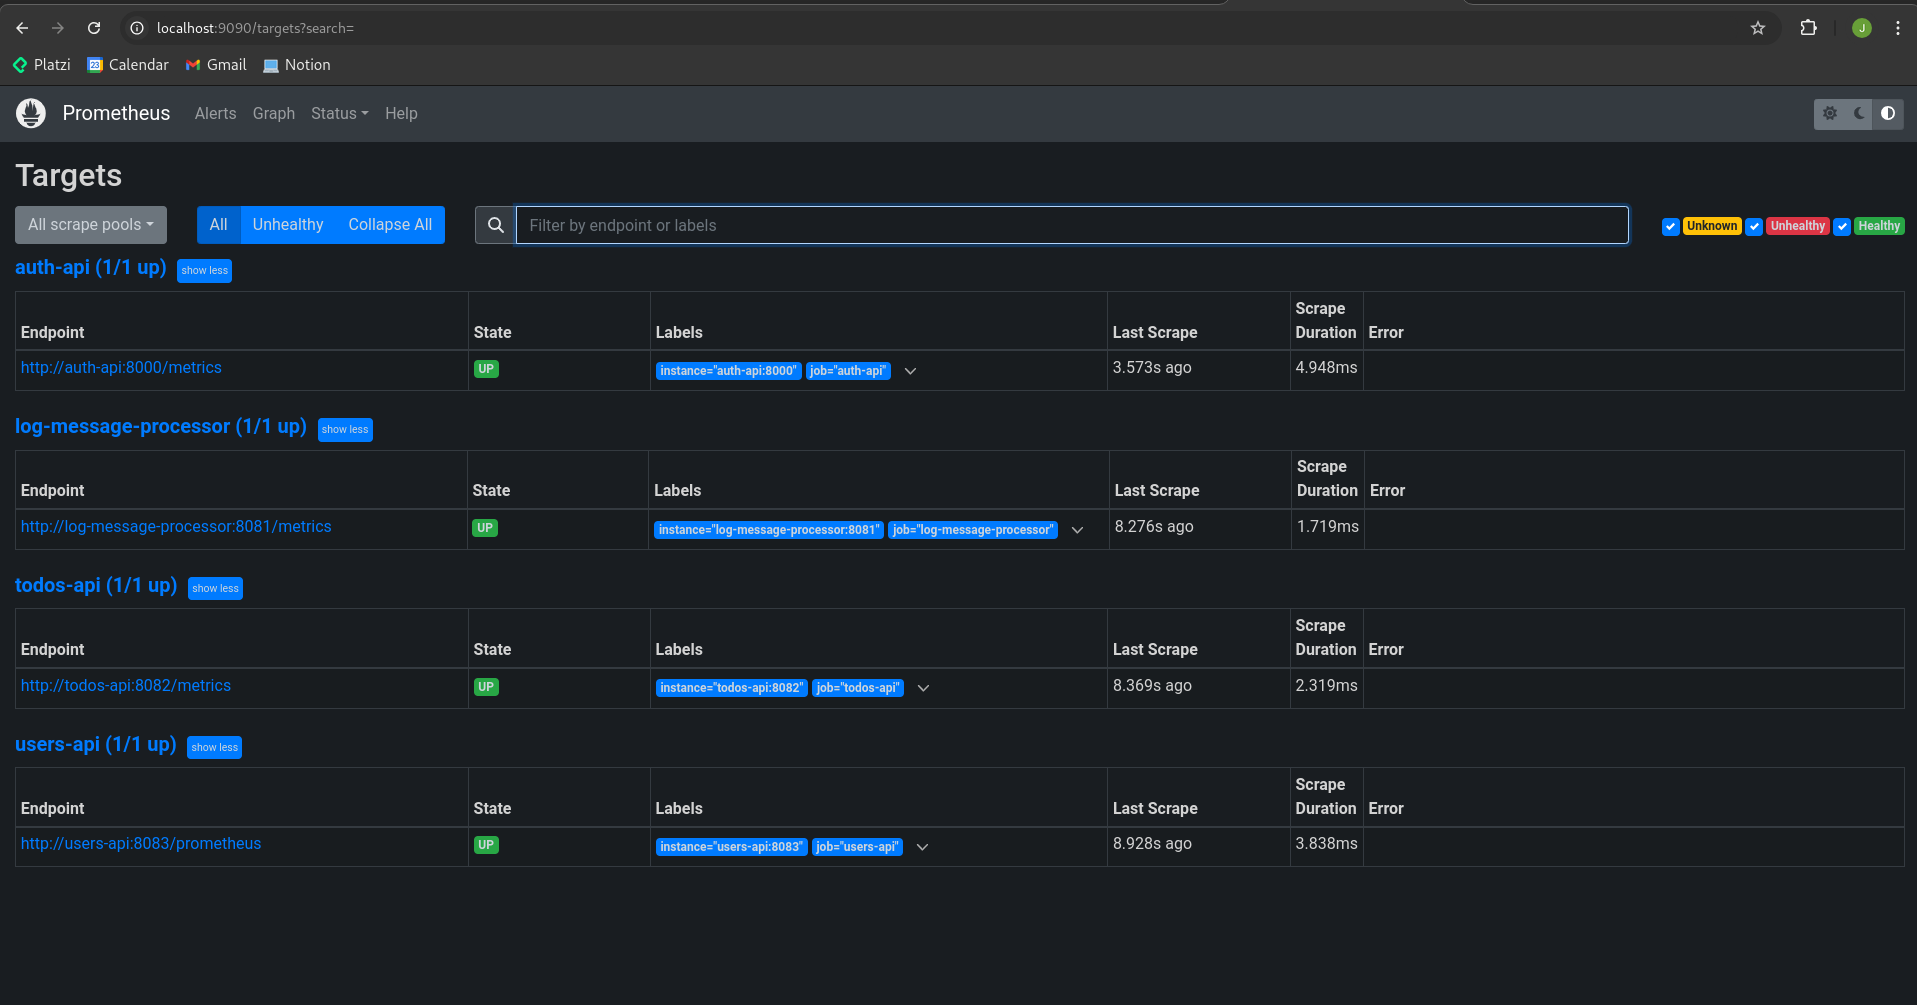 localhost:9090/targets?search=
J
Platzi 23 Calendar Gmail Notion
Prometheus Alerts Graph Status Help
Targets
All scrape pools All Unhealthy Collapse All Filter by endpoint or labels Unknown Unhealthy Healthy
auth-api (1/1 up) show less
Endpoint State Labels Last Scrape Scrape Duration Error
http://auth-api:8000/metrics UP instance="auth-api:8000" job="auth-api" 3.573s ago 4.948ms
log-message-processor (1/1 up) show less
Endpoint State Labels Last Scrape Scrape Duration Error
http://log-message-processor:8081/metrics UP instance="log-message-processor:8081" job="log-message-processor" 8.276s ago 1.719ms
todos-api (1/1 up) show less
Endpoint State Labels Last Scrape Scrape Duration Error
http://todos-api:8082/metrics UP instance="todos-api:8082" job="todos-api" 8.369s ago 2.319ms
users-api (1/1 up) show less
Endpoint State Labels Last Scrape Scrape Duration Error
http://users-api:8083/prometheus UP instance="users-api:8083" job="users-api" 8.928s ago 3.838ms